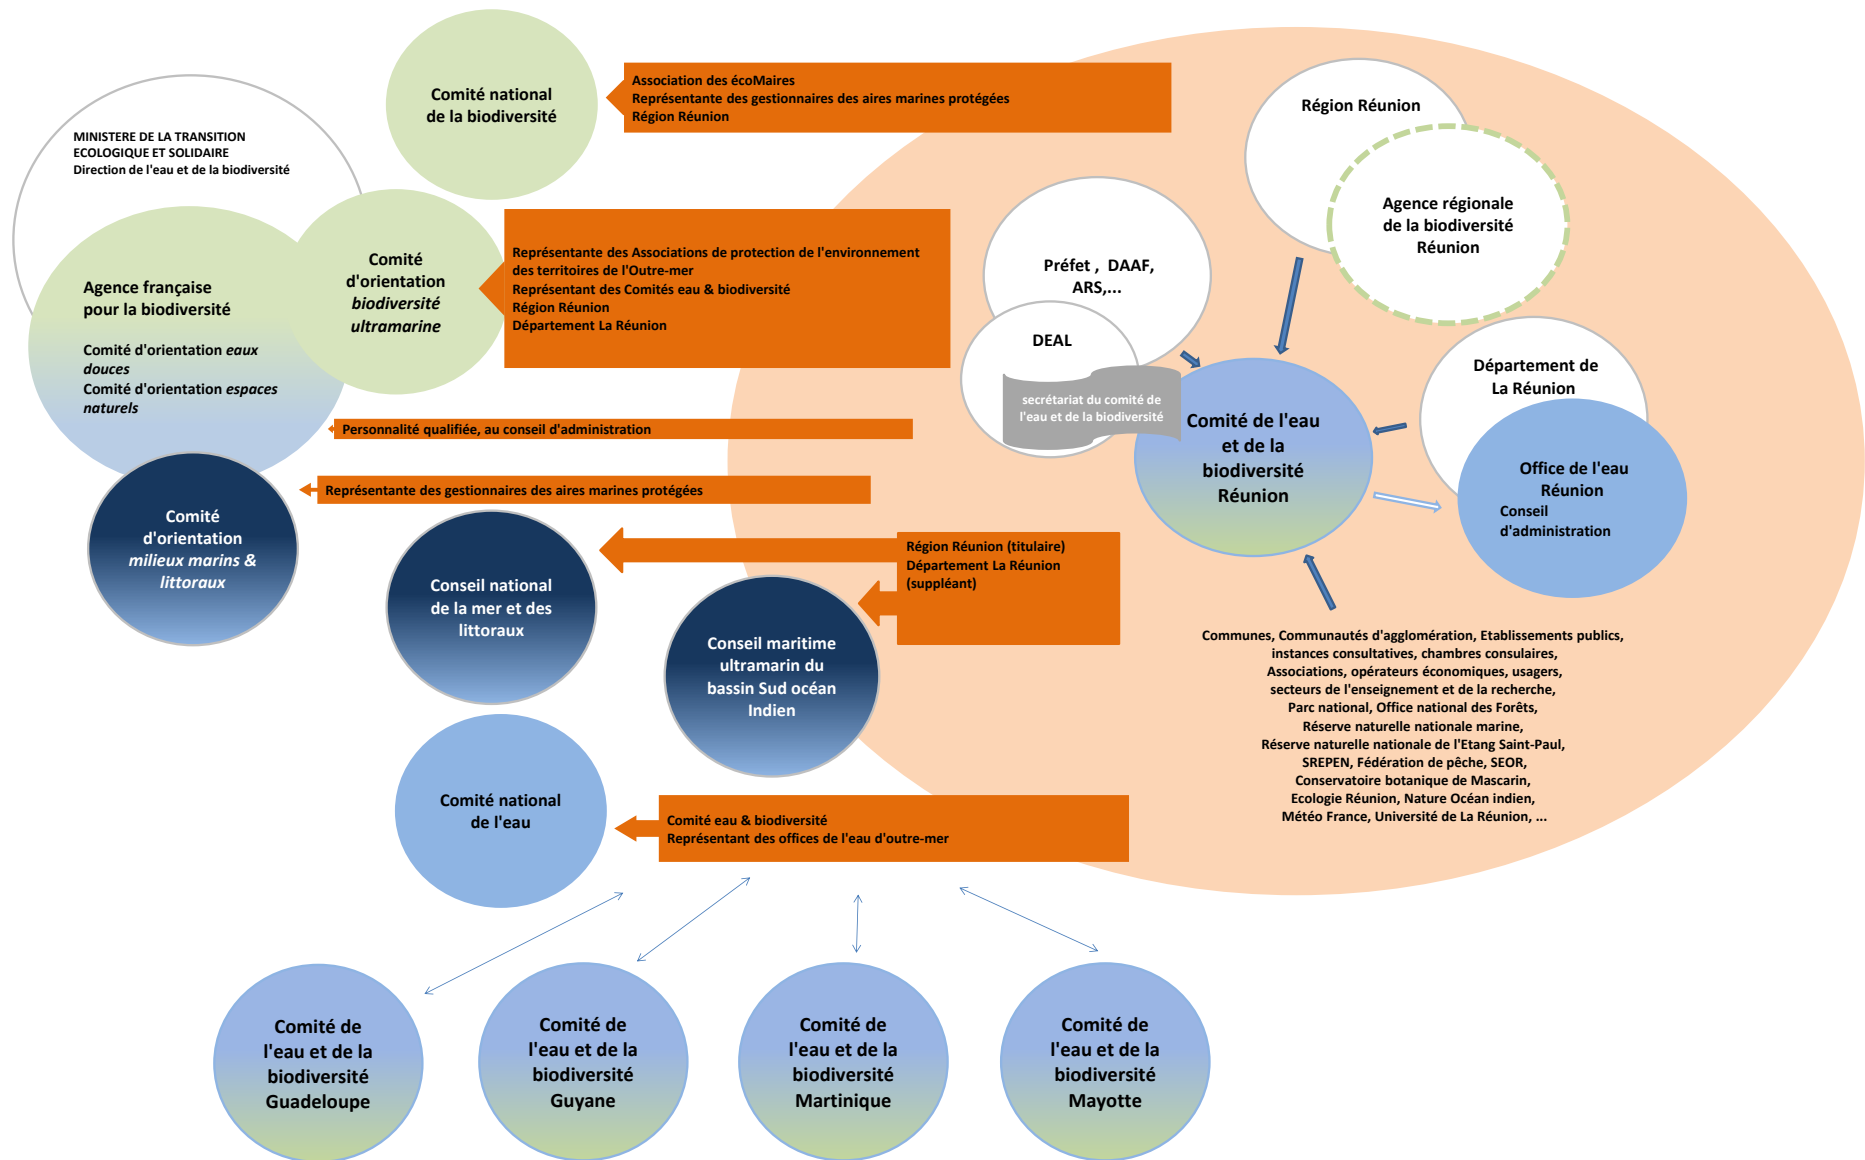 Comité national
de la biodiversité
Association des écoMaires
Représentante des gestionnaires des aires marines protégées
Région Réunion
MINISTERE DE LA TRANSITION
ECOLOGIQUE ET SOLIDAIRE
Direction de l'eau et de la biodiversité
Agence française
pour la biodiversité
Comité d'orientation eaux
douces
Comité d'orientation espaces
naturels
Comité
d'orientation
biodiversité
ultramarine
Représentante des Associations de protection de l'environnement
des territoires de l'Outre-mer
Représentant des Comités eau & biodiversité
Région Réunion
Département La Réunion
Personnalité qualifiée, au conseil d'administration
Représentante des gestionnaires des aires marines protégées
Comité
d'orientation
milieux marins &
littoraux
Conseil national
de la mer et des
littoraux
Région Réunion (titulaire)
Département La Réunion
(suppléant)
Conseil maritime
ultramarin du
bassin Sud océan
Indien
Comité national
de l'eau
Comité eau & biodiversité
Représentant des offices de l'eau d'outre-mer
Région Réunion
Agence régionale
de la biodiversité
Réunion
Préfet , DAAF,
ARS,...
DEAL
secrétariat du comité de
l'eau et de la biodiversité
Comité de l'eau
et de la
biodiversité
Réunion
Département de
La Réunion
Office de l'eau
Réunion
Conseil
d'administration
Communes, Communautés d'agglomération, Etablissements publics,
instances consultatives, chambres consulaires,
Associations, opérateurs économiques, usagers,
secteurs de l'enseignement et de la recherche,
Parc national, Office national des Forêts,
Réserve naturelle nationale marine,
Réserve naturelle nationale de l'Etang Saint-Paul,
SREPEN, Fédération de pêche, SEOR,
Conservatoire botanique de Mascarin,
Ecologie Réunion, Nature Océan indien,
Météo France, Université de La Réunion, ...
Comité de
l'eau et de la
biodiversité
Guadeloupe
Comité de
l'eau et de la
biodiversité
Guyane
Comité de
l'eau et de la
biodiversité
Martinique
Comité de
l'eau et de la
biodiversité
Mayotte